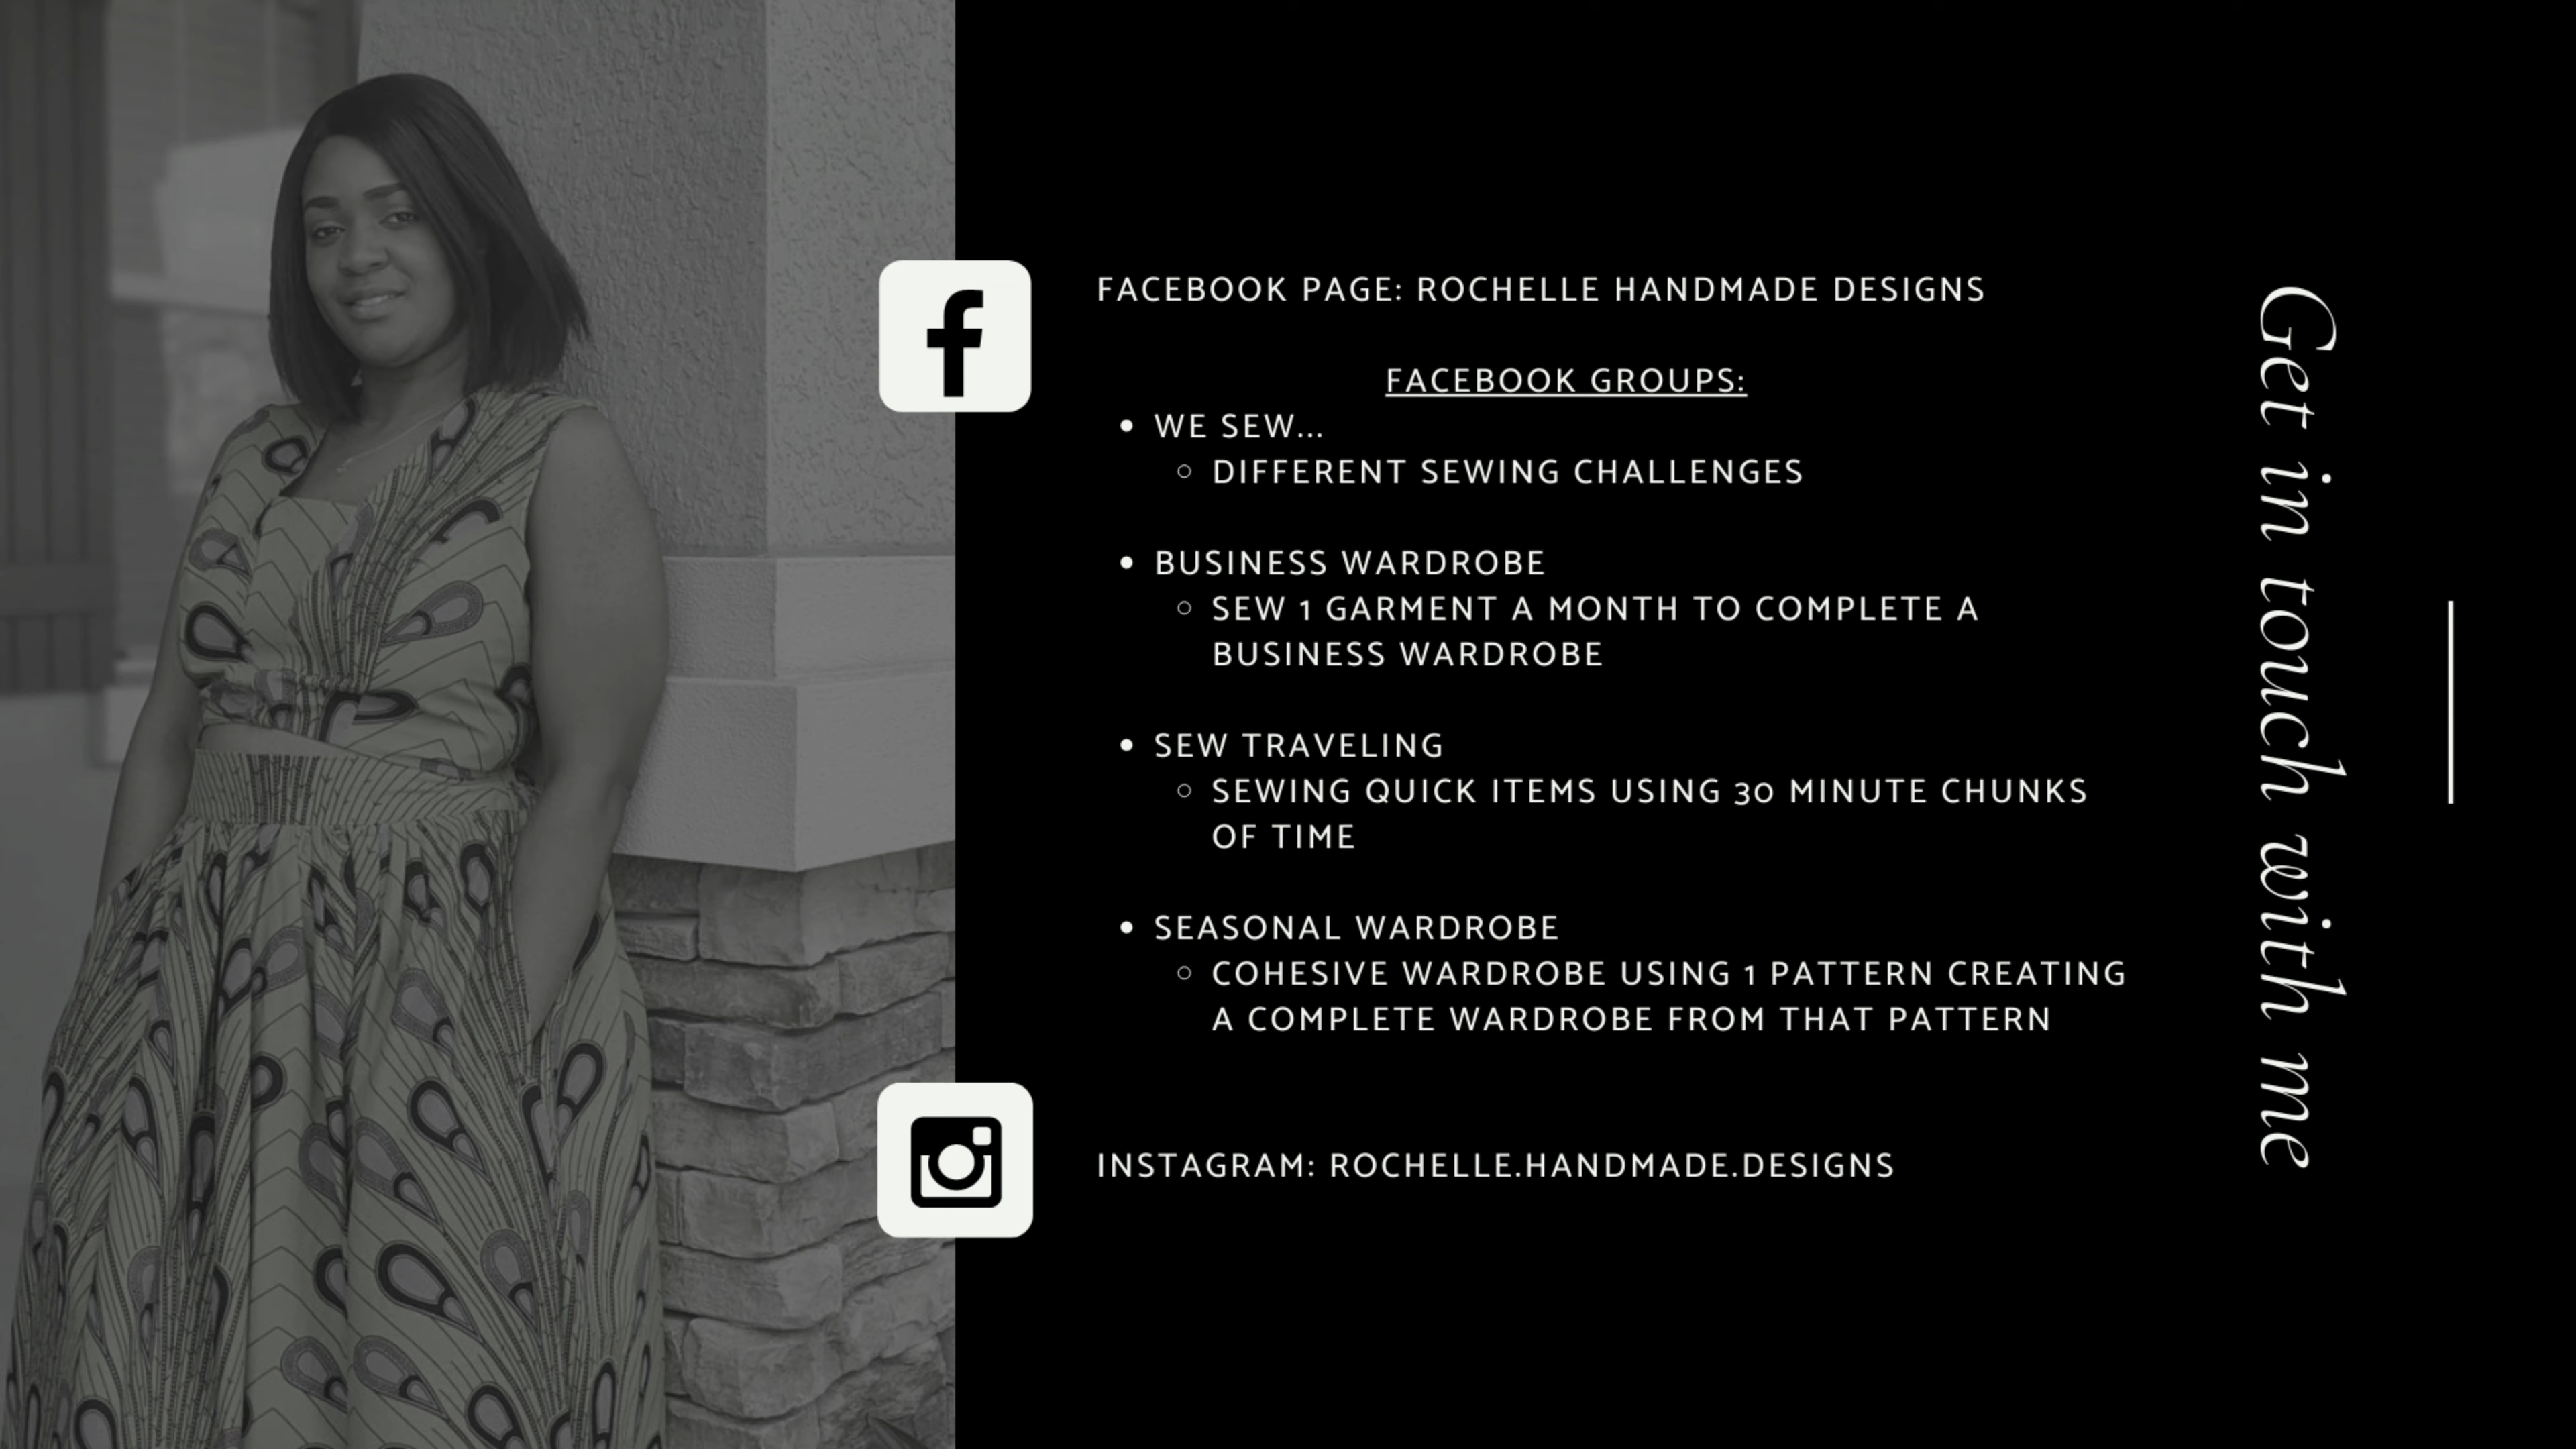 FACEBOOK PAGE: ROCHELLE HANDMADE DESIGNS
FACEBOOK GROUPS:
• WE SEW...
○ DIFFERENT SEWING CHALLENGES
• BUSINESS WARDROBE
○ SEW 1 GARMENT A MONTH TO COMPLETE A
BUSINESS WARDROBE
• SEW TRAVELING
○ SEWING QUICK ITEMS USING 30 MINUTE CHUNKS
OF TIME
• SEASONAL WARDROBE
○ COHESIVE WARDROBE USING 1 PATTERN CREATING
A COMPLETE WARDROBE FROM THAT PATTERN
INSTAGRAM: ROCHELLE.HANDMADE.DESIGNS
Get in touch with me